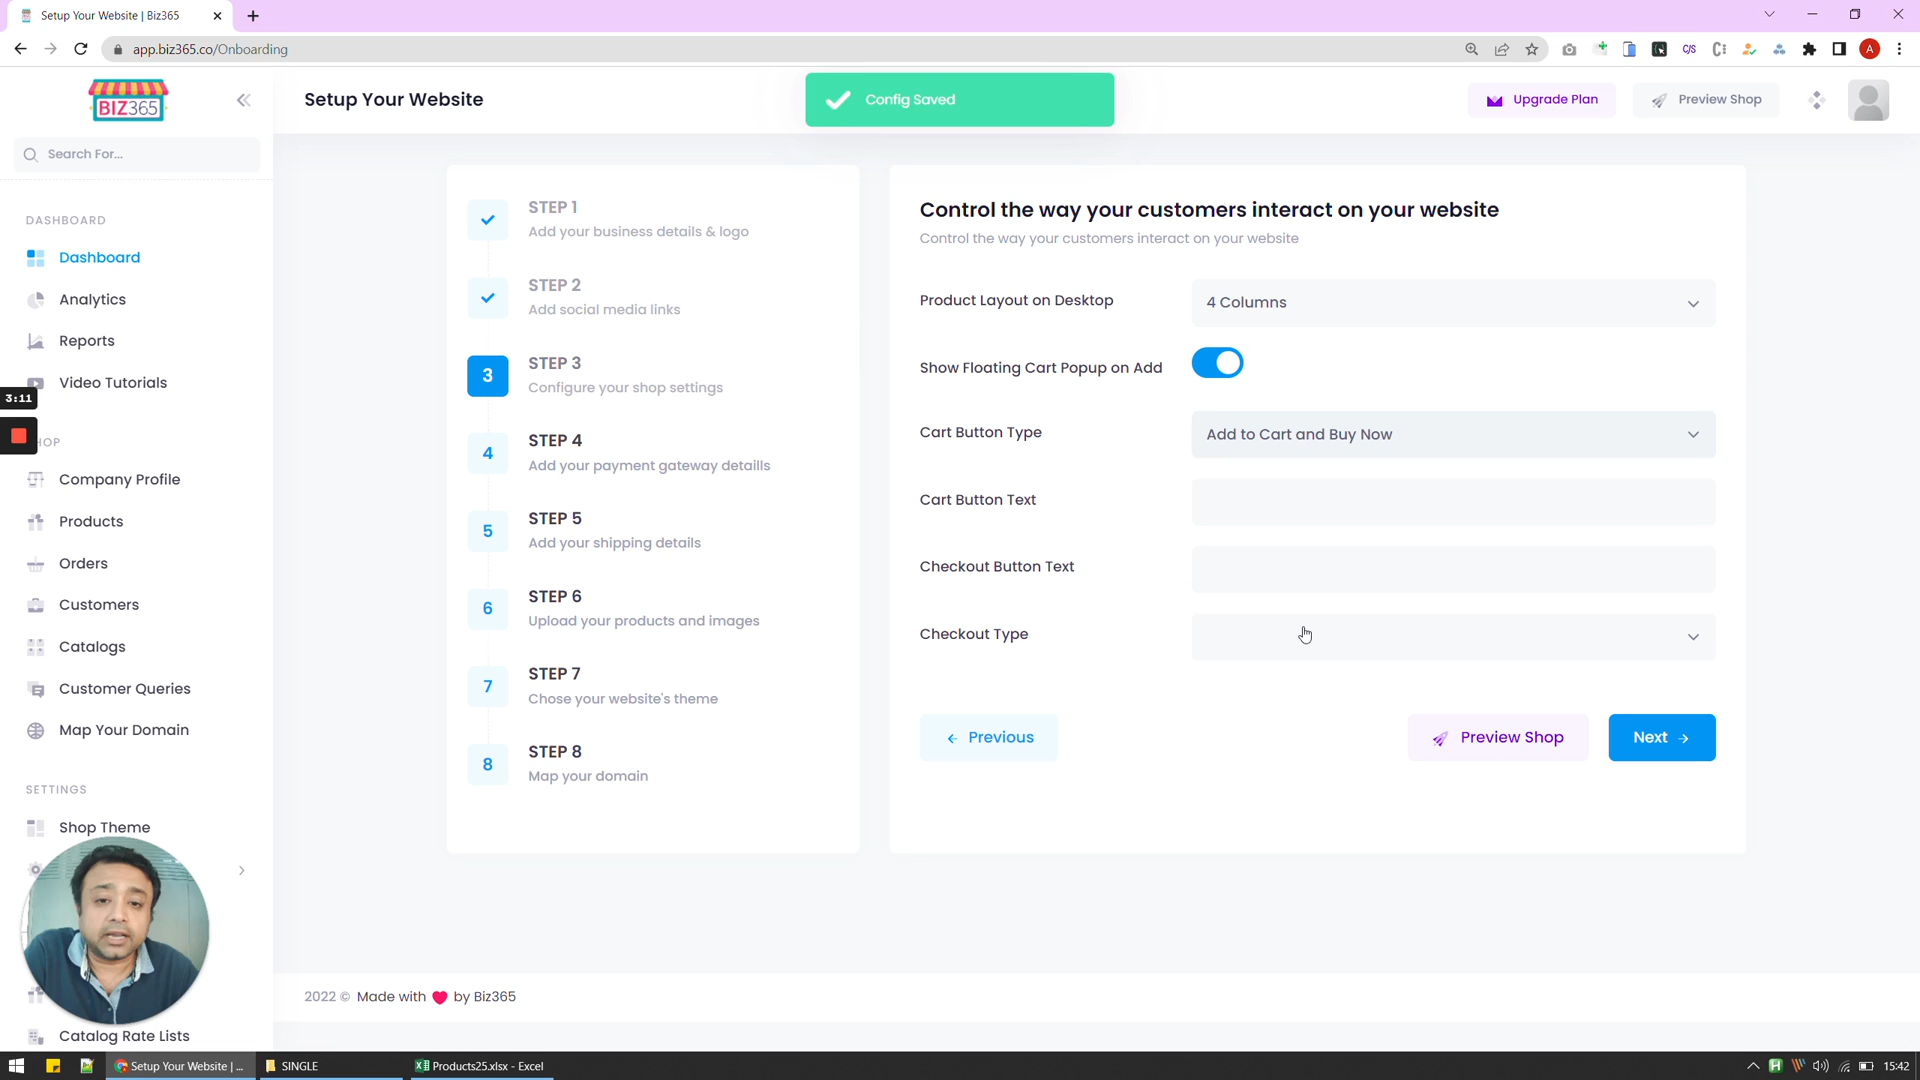 Setup Your Website | Biz365
app.biz365.co/Onboarding
BIZ365
Setup Your Website
Config Saved
Upgrade Plan
Preview Shop
A
Search For...
DASHBOARD
Dashboard
Analytics
Reports
Video Tutorials
3:11
HOP
Company Profile
Products
Orders
Customers
Catalogs
Customer Queries
Map Your Domain
SETTINGS
Shop Theme
Catalog Rate Lists
STEP 1
Add your business details & logo
STEP 2
Add social media links
3
STEP 3
Configure your shop settings
4
STEP 4
Add your payment gateway detaills
5
STEP 5
Add your shipping details
6
STEP 6
Upload your products and images
7
STEP 7
Chose your website's theme
8
STEP 8
Map your domain
Control the way your customers interact on your website
Control the way your customers interact on your website
Product Layout on Desktop
4 Columns
Show Floating Cart Popup on Add
Cart Button Type
Add to Cart and Buy Now
Cart Button Text
Checkout Button Text
Checkout Type
Previous
Preview Shop
Next
2022 © Made with by Biz365
Setup Your Website | ...
SINGLE
Products25.xlsx - Excel
15:42